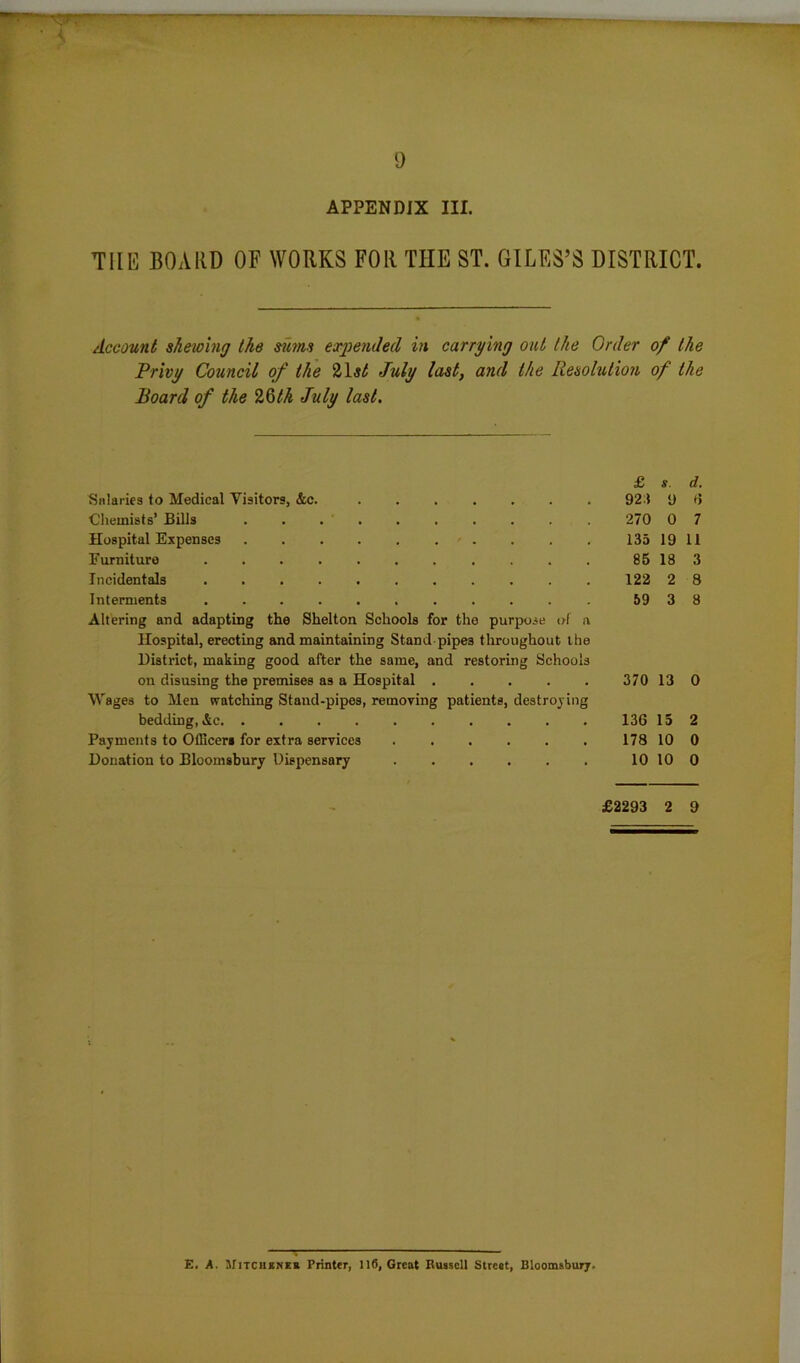 9
APPENDIX III.
THE BOARD OF WORKS FOR THE ST. GILES'S DISTRICT.
Account shewing the sums expended in carrying out the Order of the
Privy Council of the 21st July last, and the Resolution of the
Board of the 26th July last.
£ s. d.
Salaries to Medical Visitors, &c. . . . . . . . 923 9 6
Chemists' Bills . . . . . . . . . . 270 0 7
Hospital Expenses . . . . . . . . . . 135 19 11
Furniture . . . . . . . . . . . 85 18 3
Incidentals . . . . . . . . . . . 122 2 8
Interments . . . . . . . . . . . 59 3 8
Altering and adapting the Shelton Schools for the purpose of a
Hospital, erecting and maintaining Stand-pipes throughout the
District, making good after the same, and restoring Schools
on disusing the premises as a Hospital . . . . . 370 13 0
Wages to Men watching Stand-pipes, removing patients, destroying
bedding, &c. . . . . . . . . . . 136 15 2
Payments to Officers for extra services . . . . . . 178 10 0
Donation to Bloomsbury Dispensary . . . . . . 10 10 0
£2293 2 9
E. A. MITCHENER Printer, 116, Great Russell Street, Bloomsbury.